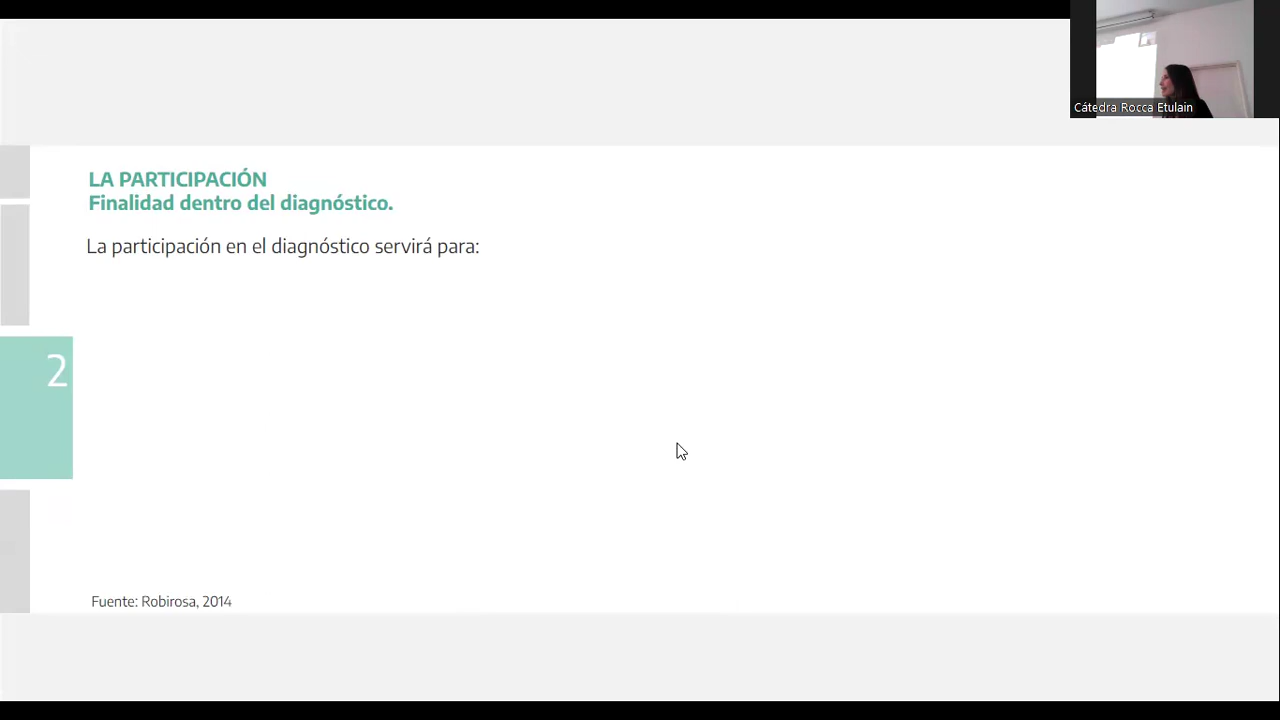 Cátedra Rocca Etulain
LA PARTICIPACIÓN
Finalidad dentro del diagnóstico.
La participación en el diagnóstico servirá para:
2
Fuente: Robirosa, 2014